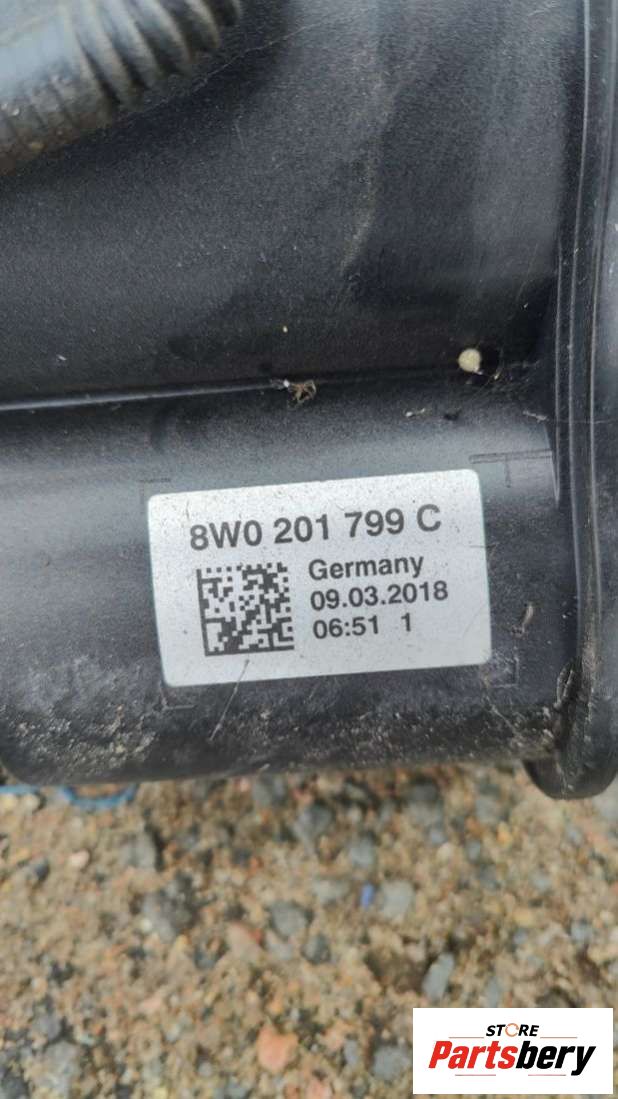 8W0 201 799 C
Germany
09.03.2018
06:51 1
STORE
Partsbery